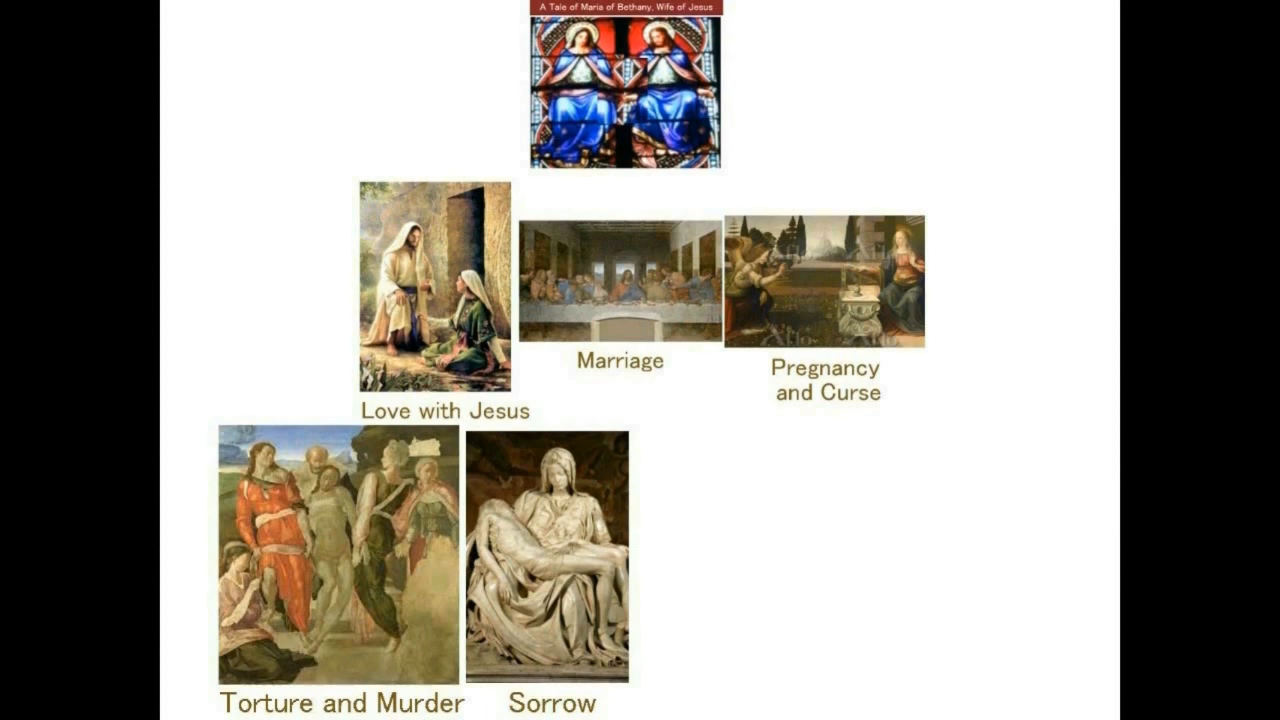 A Tale of Maria of Bethany, Wife of Jesus
Marriage
Pregnancy
and Curse
Love with Jesus
Torture and Murder
Sorrow